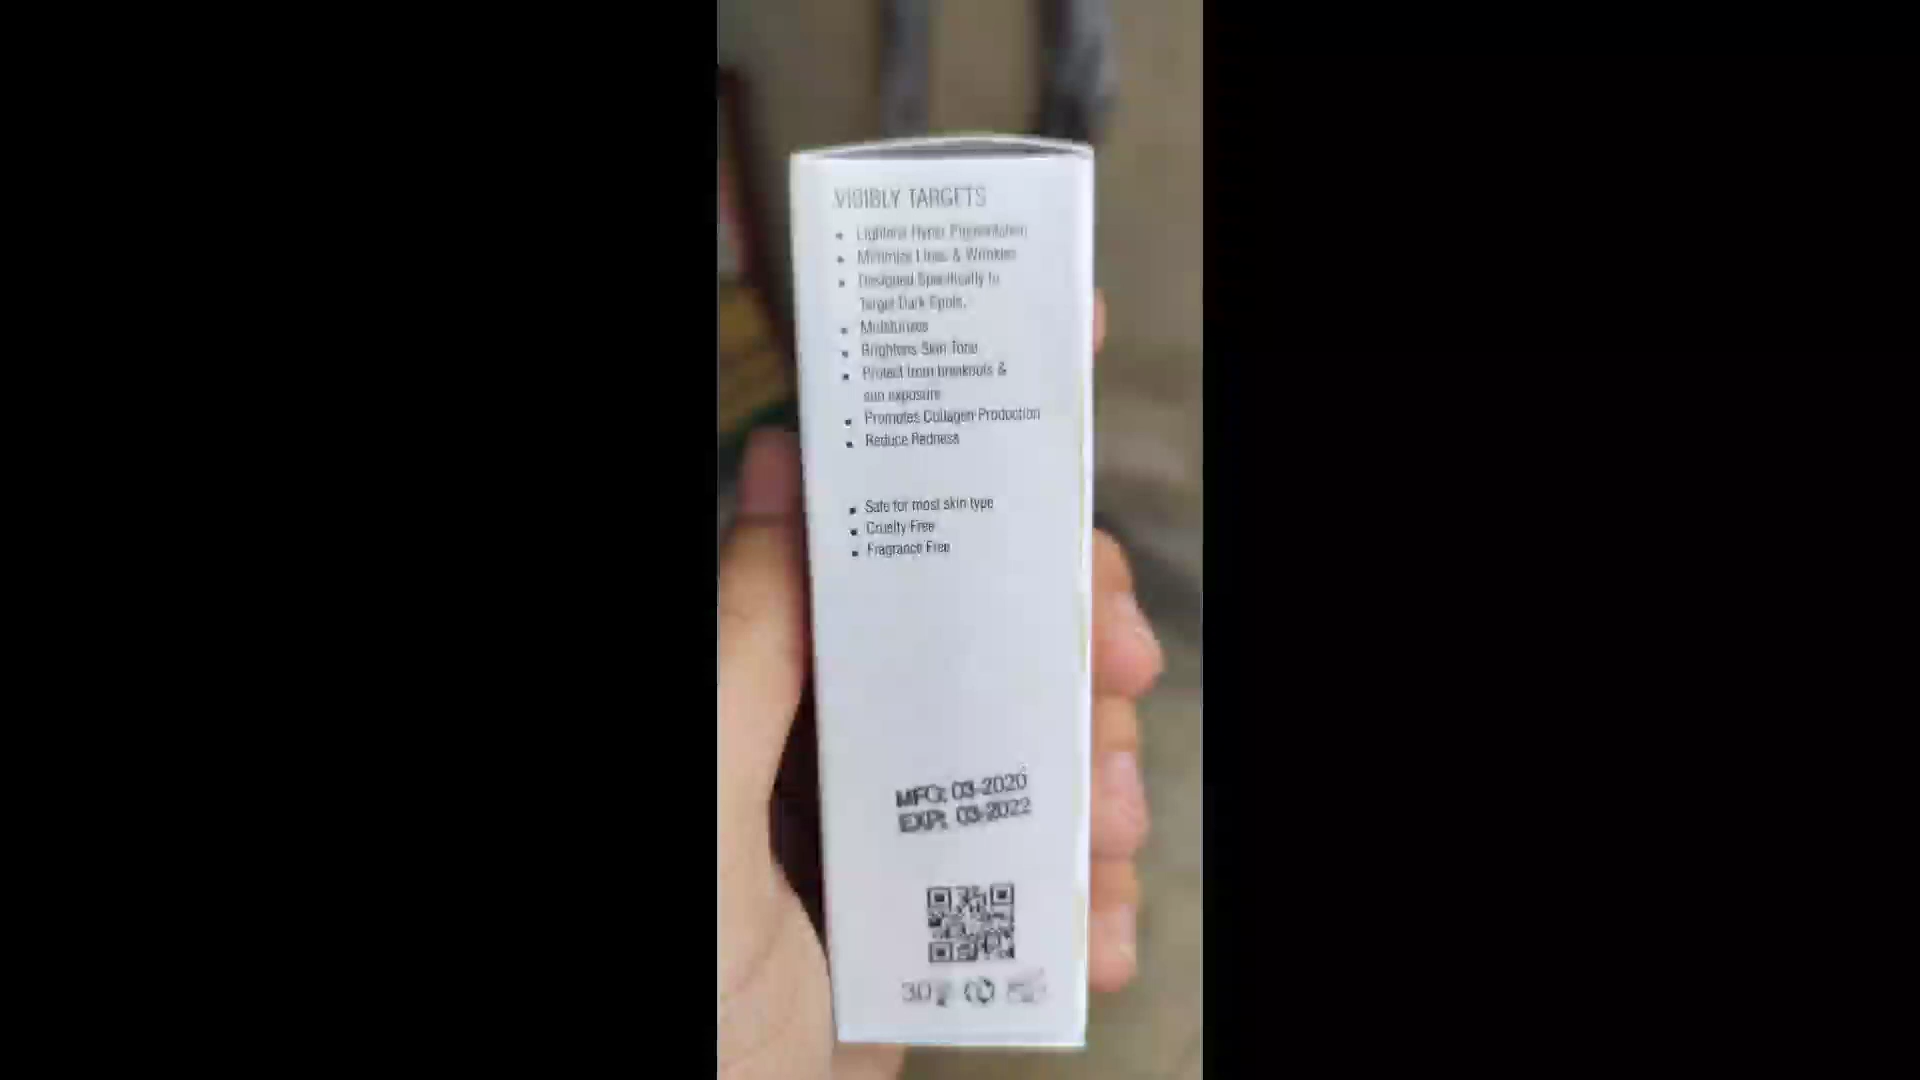 VISIBLY TARGETS
Lightens Hyper Pigmentation
Minimize Lines & Wrinkles
Designed Specifically to
Target Dark Spots.
Moisturizes
Brightens Skin Tone
Protect from breakouts &
sun exposure
Promotes Collagen Production
Reduce Redness
Safe for most skin type
Cruelty Free
Fragrance Free
MFG: 03-2020
EXP: 03-2022
30